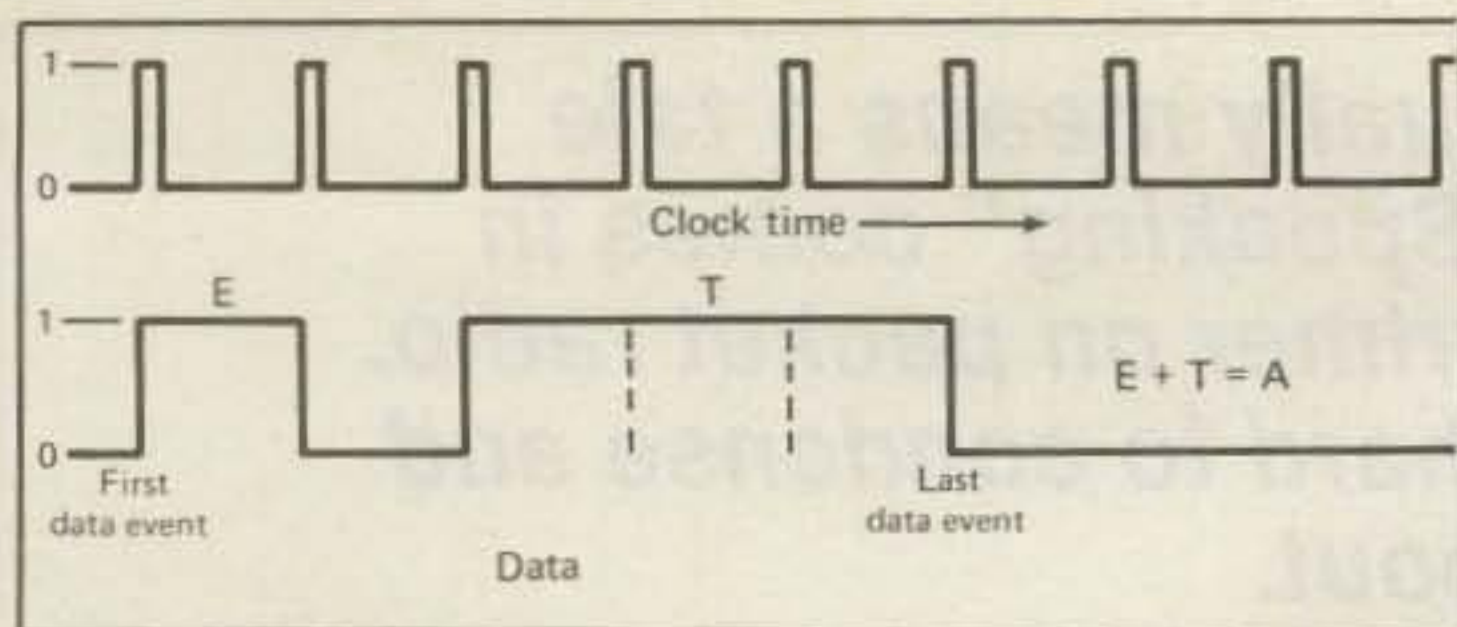 1
0
Clock time
E
T
1
E + T = A
0
First
data event
Last
data event
Data